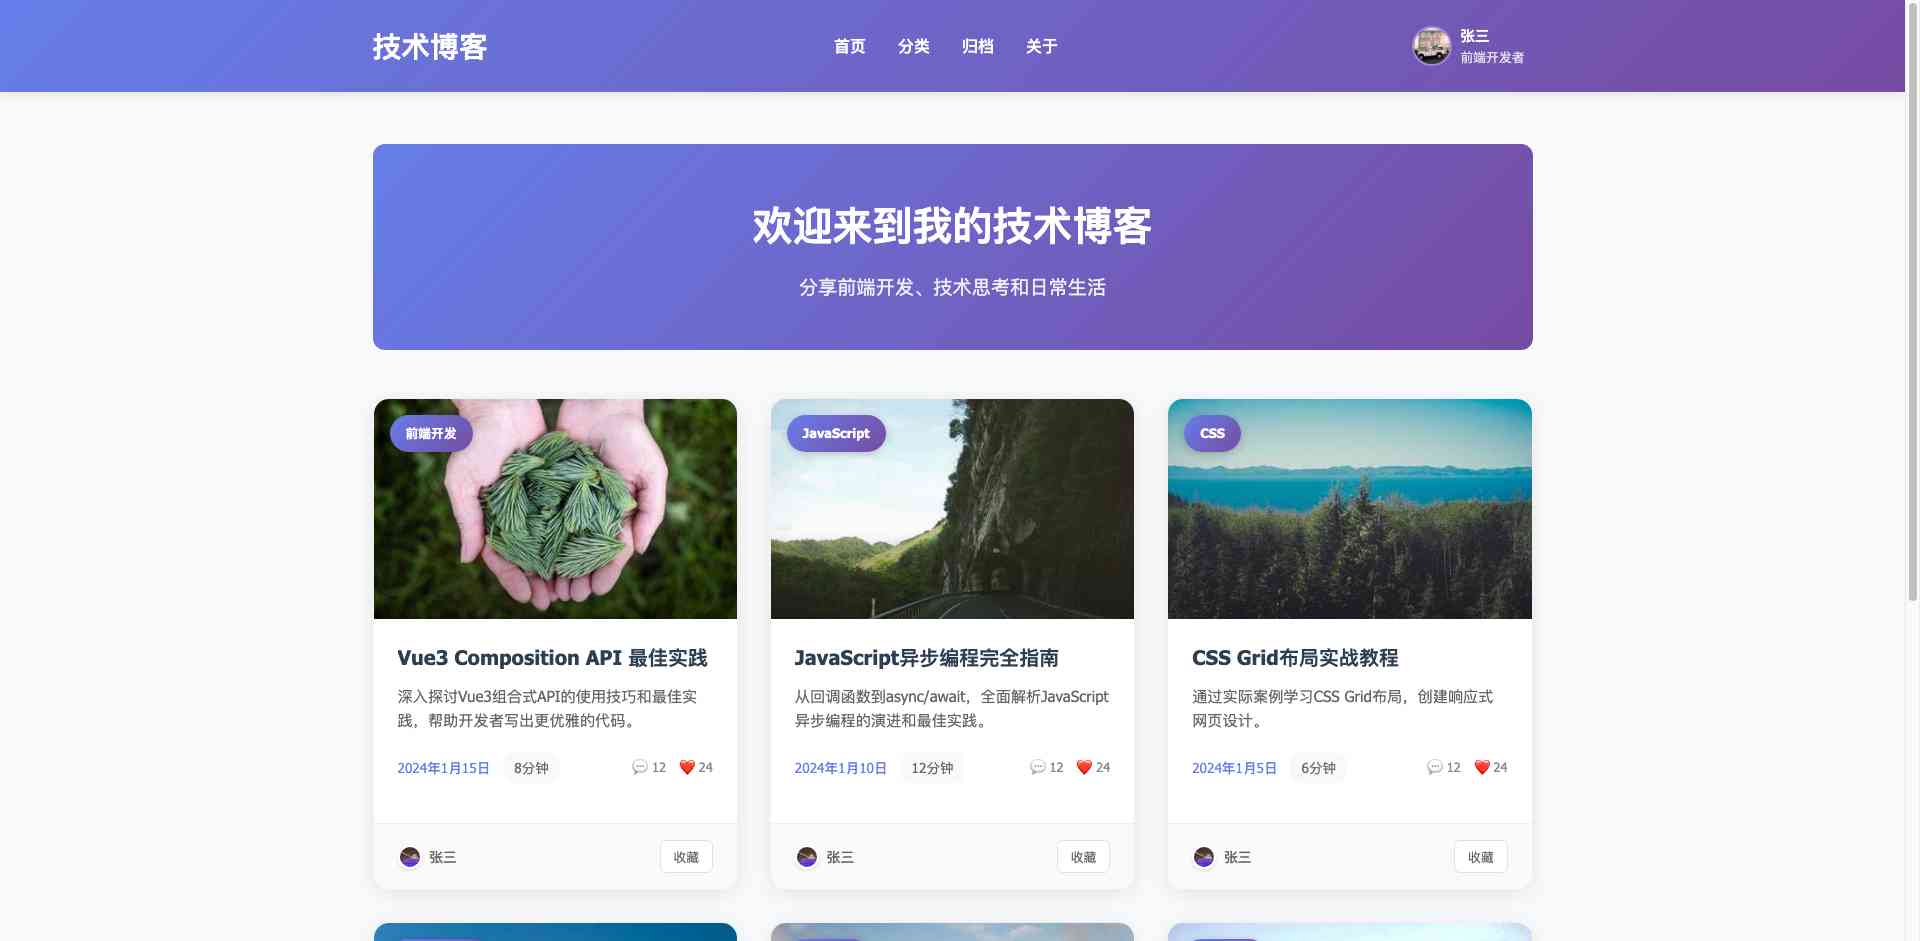 技术博客
首页 分类 归档 关于
张三
前端开发者
欢迎来到我的技术博客
分享前端开发、技术思考和日常生活
前端开发
Vue3 Composition API 最佳实践
深入探讨Vue3组合式API的使用技巧和最佳实
践，帮助开发者写出更优雅的代码。
2024年1月15日 8分钟 12 24
张三 收藏
JavaScript
JavaScript异步编程完全指南
从回调函数到async/await，全面解析JavaScript
异步编程的演进和最佳实践。
2024年1月10日 12分钟 12 24
张三 收藏
CSS
CSS Grid布局实战教程
通过实际案例学习CSS Grid布局，创建响应式
网页设计。
2024年1月5日 6分钟 12 24
张三 收藏